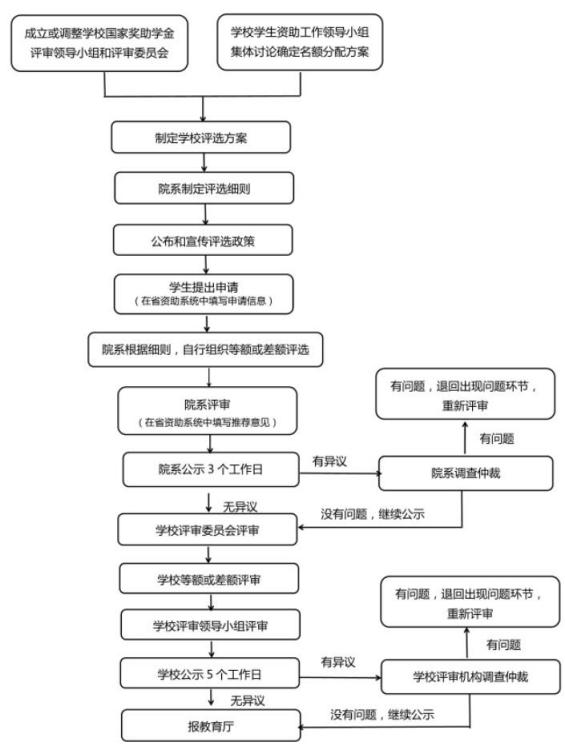 成立或调整学校国家奖助学金
评审领导小组和评审委员会
学校学生资助工作领导小组
集体讨论确定名额分配方案
制定学校评选方案
院系制定评选细则
公布和宣传评选政策
学生提出申请
（在省资助系统中填写申请信息）
院系根据细则，自行组织等额或差额评选
院系评审
（在省资助系统中填写推荐意见）
有问题，退回出现问题环节，
重新评审
有问题
院系公示 3 个工作日
有异议
院系调查仲裁
无异议
没有问题，继续公示
学校评审委员会评审
学校等额或差额评审
学校评审领导小组评审
有问题，退回出现问题环节，
重新评审
有问题
学校公示 5 个工作日
有异议
学校评审机构调查仲裁
无异议
没有问题，继续公示
报教育厅